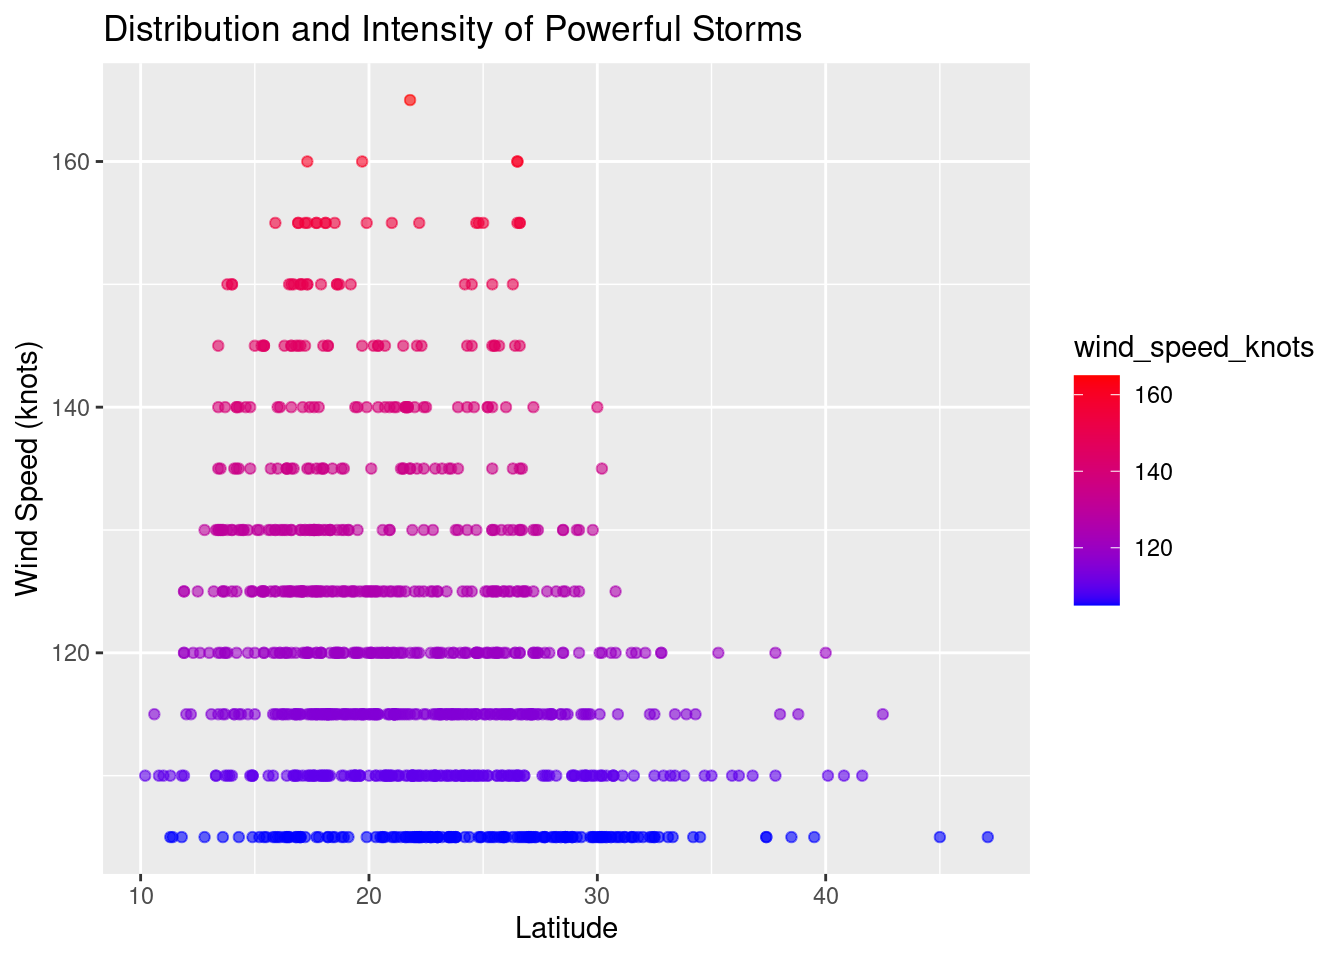 Distribution and Intensity of Powerful Storms
Wind Speed (knots)
160
140
120
10
20
30
40
Latitude
wind_speed_knots
160
140
120